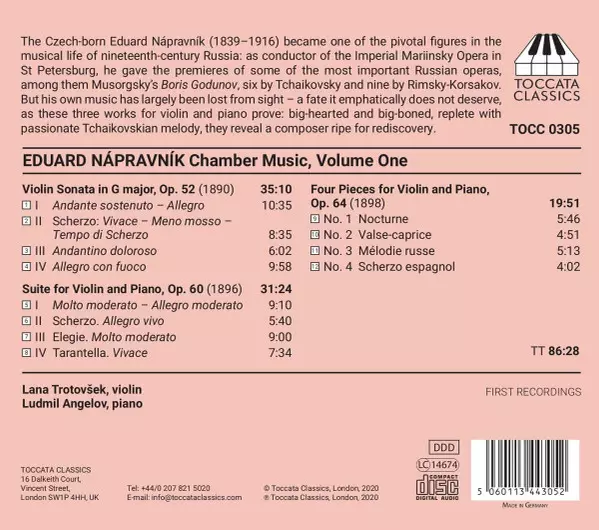 The Czech-born Eduard Nápravník (1839–1916) became one of the pivotal figures in the
musical life of nineteenth-century Russia: as conductor of the Imperial Mariinsky Opera in
St Petersburg, he gave the premieres of some of the most important Russian operas,
among them Musorgsky's Boris Godunov, six by Tchaikovsky and nine by Rimsky-Korsakov.
But his own music has largely been lost from sight – a fate it emphatically does not deserve,
as these three works for violin and piano prove: big-hearted and big-boned, replete with
passionate Tchaikovskian melody, they reveal a composer ripe for rediscovery.
TOCCATA
CLASSICS
TOCC 0305
EDUARD NÁPRAVNÍK Chamber Music, Volume One
Violin Sonata in G major, Op. 52 (1890) 35:10
1 I Andante sostenuto – Allegro 10:35
2 II Scherzo: Vivace – Meno mosso –
Tempo di Scherzo 8:35
3 III Andantino doloroso 6:02
4 IV Allegro con fuoco 9:58
Suite for Violin and Piano, Op. 60 (1896) 31:24
5 I Molto moderato – Allegro moderato 9:10
6 II Scherzo. Allegro vivo 5:40
7 III Elegie. Molto moderato 9:00
8 IV Tarantella. Vivace 7:34
Four Pieces for Violin and Piano,
Op. 64 (1898) 19:51
9 No. 1 Nocturne 5:46
10 No. 2 Valse-caprice 4:51
11 No. 3 Mélodie russe 5:13
12 No. 4 Scherzo espagnol 4:02
TT 86:28
Lana Trotovšek, violin
Ludmil Angelov, piano
FIRST RECORDINGS
TOCCATA CLASSICS
16 Dalkeith Court,
Vincent Street,
London SW1P 4HH, UK
Tel: +44/0 207 821 5020
E-mail: info@toccataclassics.com
© Toccata Classics, London, 2020
℗ Toccata Classics, London, 2020
DDD
LC 14674
COMPACT
disc
DIGITAL AUDIO
5 060113 443052
MADE IN GERMANY